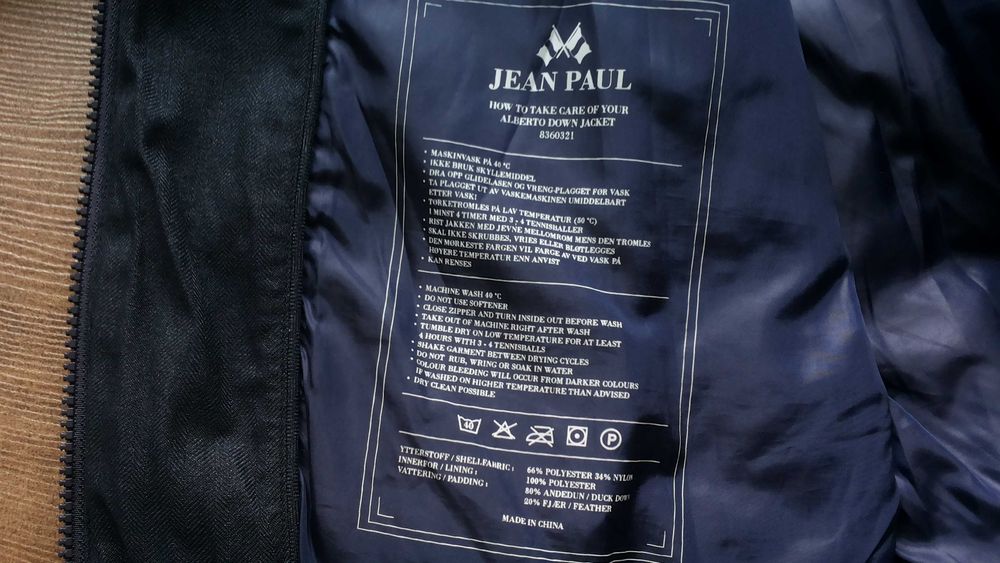 JEAN PAUL
HOW TO TAKE CARE OF YOUR
ALBERTO DOWN JACKET
8360321
• MASKINVASK PÅ 40 °C
• IKKE BRUK SKYLLEMIDDEL
• DRA OPP GLIDELÅSEN OG VRENG PLAGGET FØR VASK
• TA PLAGGET UT AV VASKEMASKINEN UMIDDELBART
ETTER VASK!
• TØRKETROMLES PÅ LAV TEMPERATUR (50 °C)
I MINST 4 TIMER MED 3 - 4 TENNISBALLER
• RIST JAKKEN MED JEVNE MELLOMROM MENS DEN TROMLES
• SKAL IKKE SKRUBBES, VRIES ELLER BLØTLEGGES
• DEN MØRKESTE FARGEN VIL FARGE AV VED VASK PÅ
HØYERE TEMPERATUR ENN ANVIST
• KAN RENSES
• MACHINE WASH 40 °C
• DO NOT USE SOFTENER
• CLOSE ZIPPER AND TURN INSIDE OUT BEFORE WASH
• TAKE OUT OF MACHINE RIGHT AFTER WASH
• TUMBLE DRY ON LOW TEMPERATURE FOR AT LEAST
4 HOURS WITH 3 - 4 TENNISBALLS
• SHAKE GARMENT BETWEEN DRYING CYCLES
• DO NOT RUB, WRING OR SOAK IN WATER
• COLOUR BLEEDING WILL OCCUR FROM DARKER COLOURS
IF WASHED ON HIGHER TEMPERATURE THAN ADVISED
• DRY CLEAN POSSIBLE
40 P
YTTERSTOFF / SHELLFABRIC : 66% POLYESTER 34% NYLON
INNERFOR / LINING : 100% POLYESTER
VATTERING / PADDING : 80% ANDEDUN / DUCK DOWN
20% FJÆR / FEATHER
MADE IN CHINA